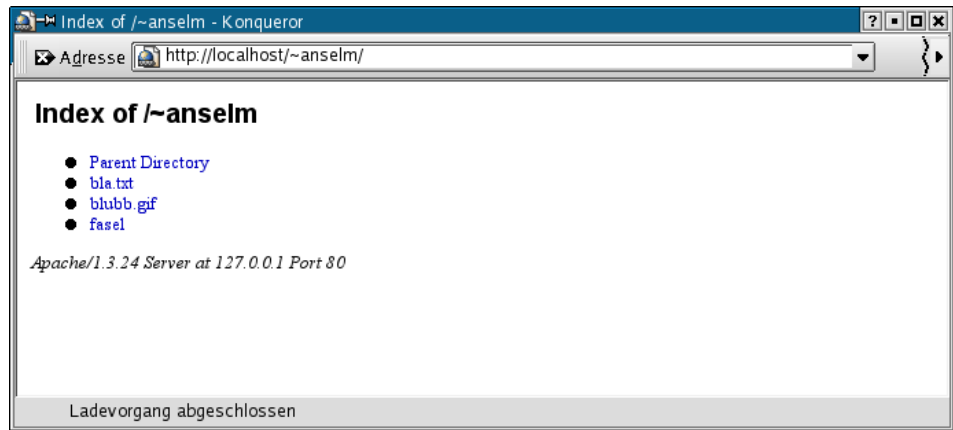 Index of /~anselm - Konqueror
Adresse http://localhost/~anselm/
Index of /~anselm
Parent Directory
bla.txt
blubb.gif
fasel
Apache/1.3.24 Server at 127.0.0.1 Port 80
Ladevorgang abgeschlossen